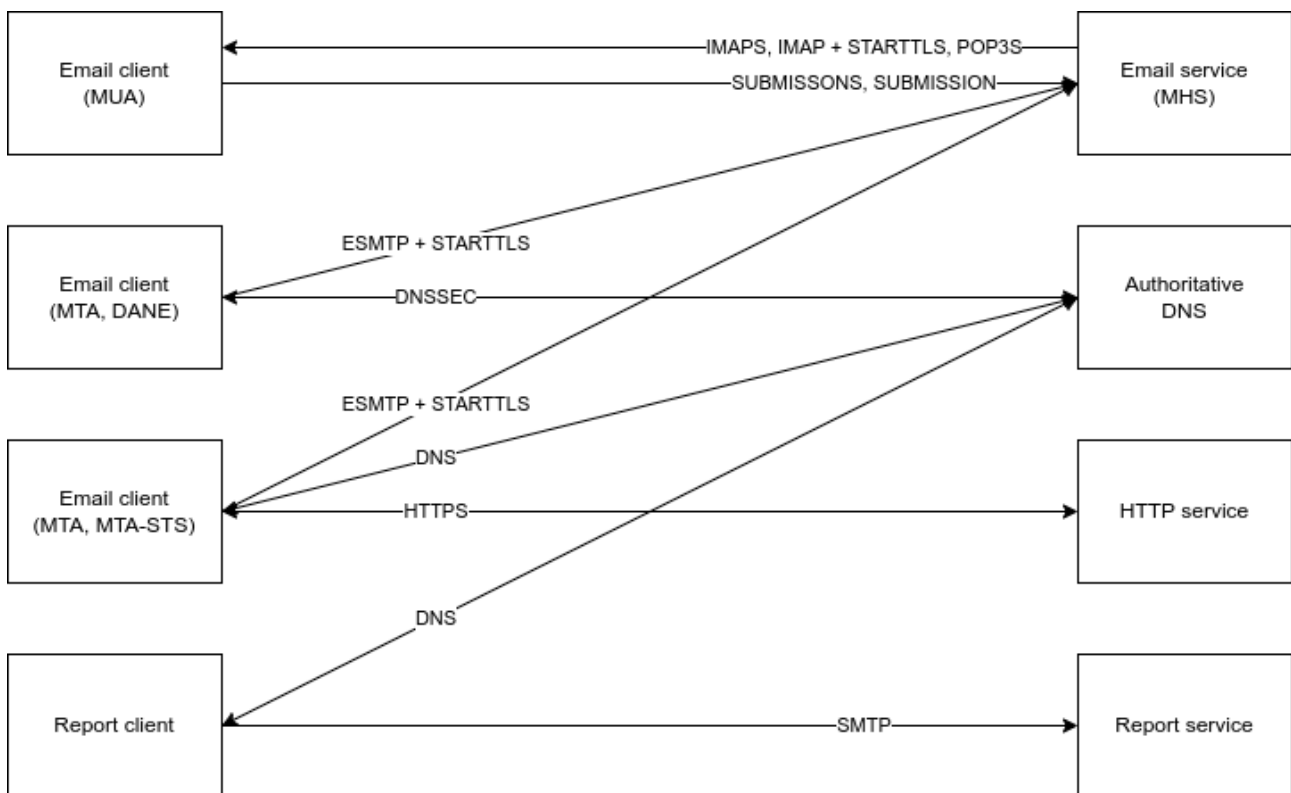 IMAPS, IMAP + STARTTLS, POP3S
Email client
(MUA)
Email service
(MHS)
SUBMISSONS, SUBMISSION
ESMTP + STARTTLS
Email client
(MTA, DANE)
DNSSEC
Authoritative
DNS
ESMTP + STARTTLS
DNS
Email client
(MTA, MTA-STS)
HTTPS
HTTP service
DNS
Report client
SMTP
Report service